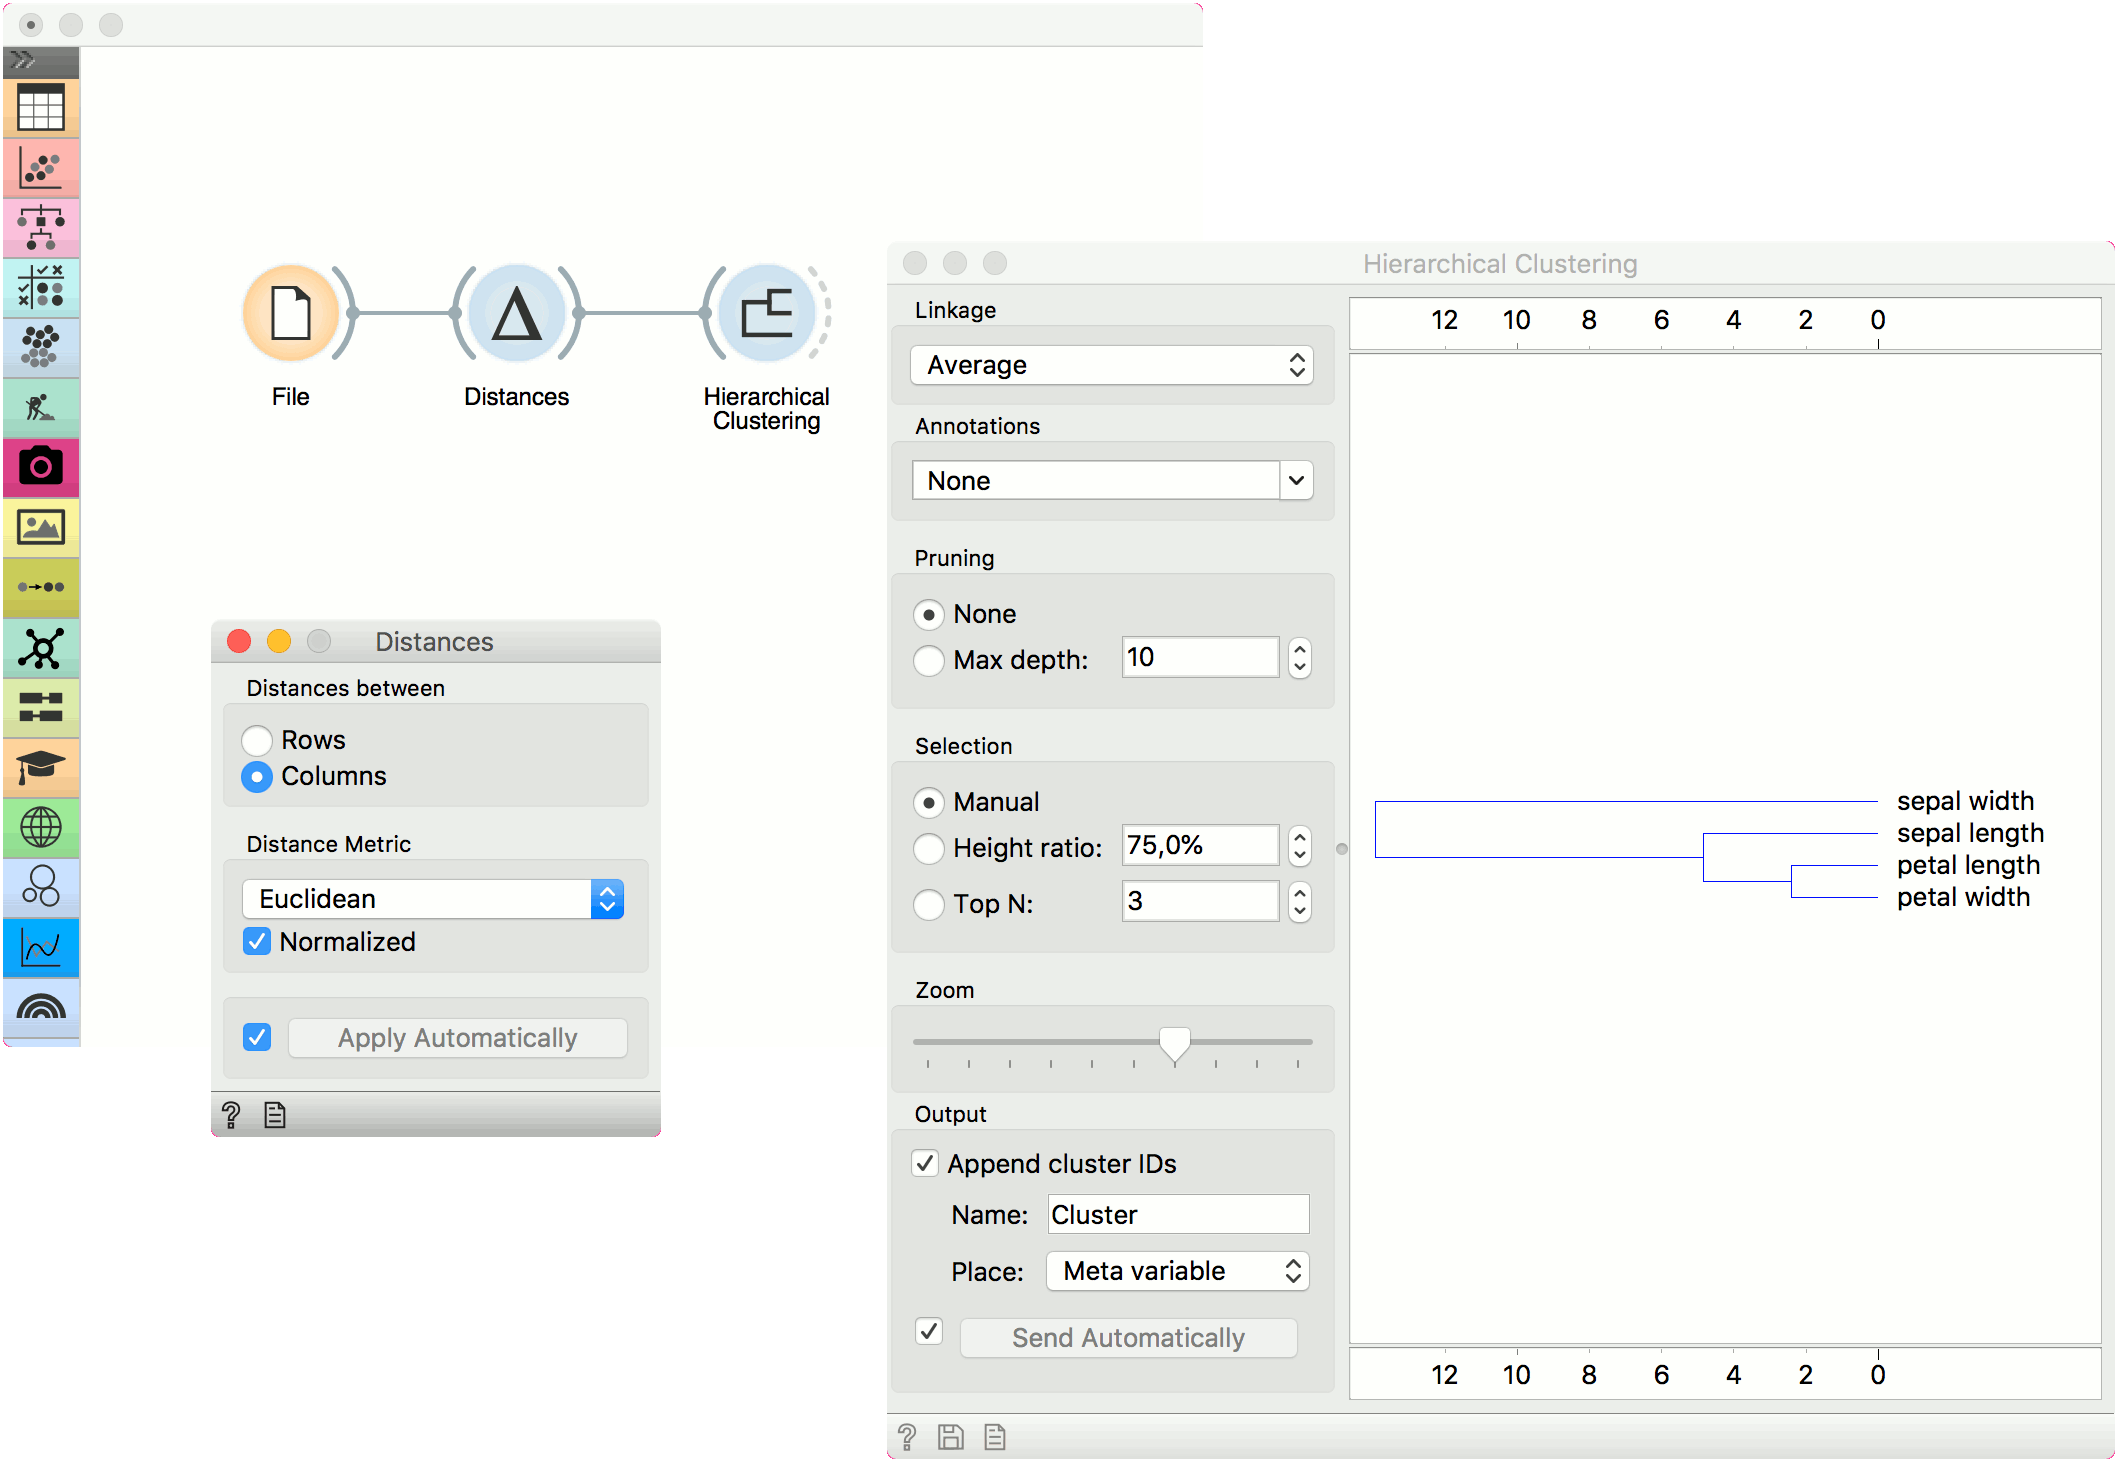 File
Distances
Hierarchical
Clustering
Distances
Distances between
Rows
Columns
Distance Metric
Euclidean
Normalized
Apply Automatically
Hierarchical Clustering
Linkage
Average
Annotations
None
Pruning
None
Max depth: 10
Selection
Manual
Height ratio: 75,0%
Top N: 3
Zoom
Output
Append cluster IDs
Name: Cluster
Place: Meta variable
Send Automatically
12 10 8 6 4 2 0
sepal width
sepal length
petal length
petal width
12 10 8 6 4 2 0